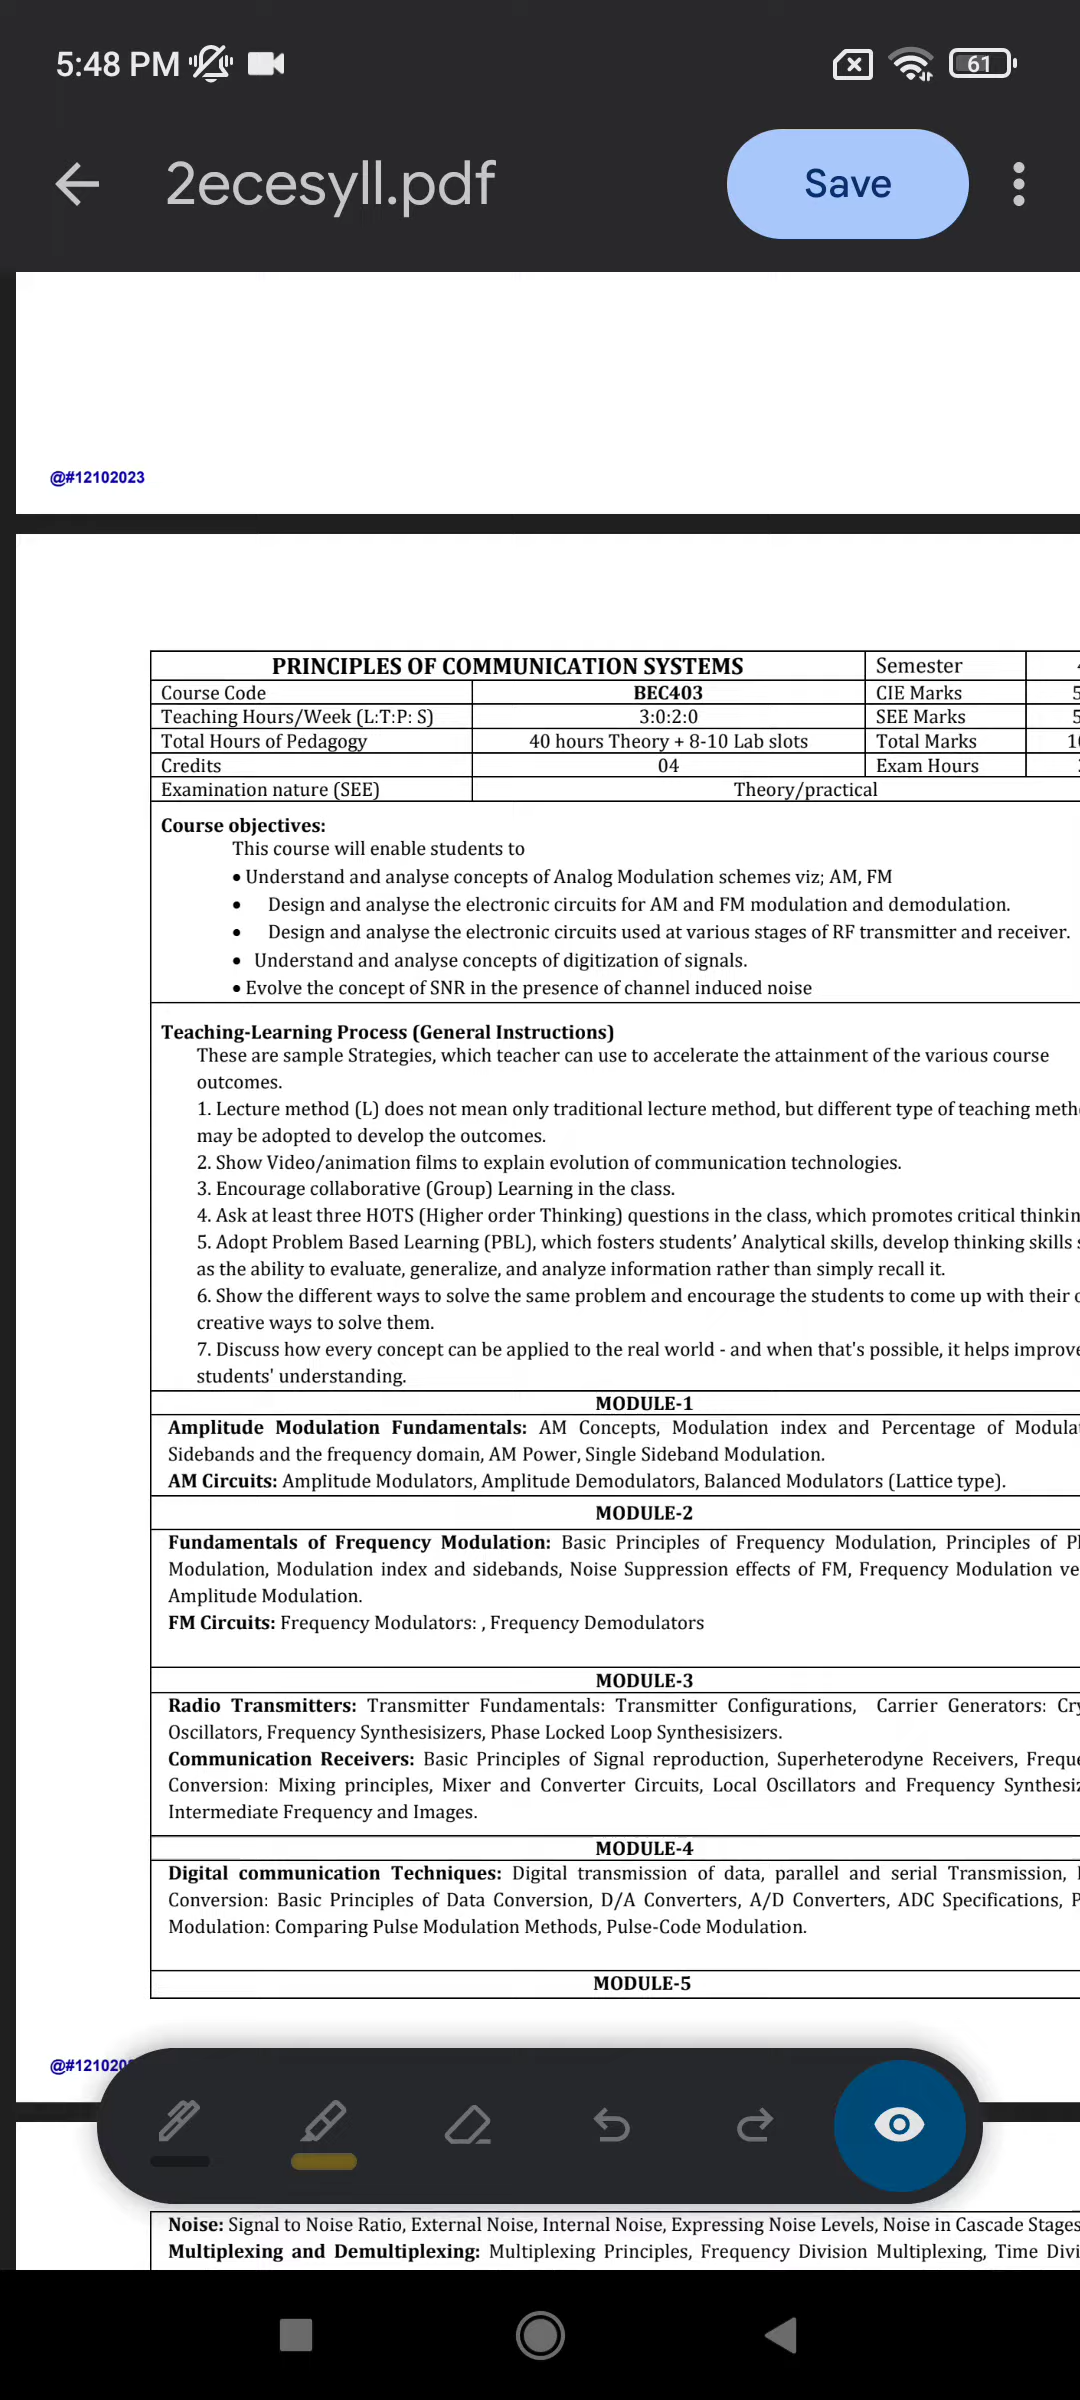 5:48 PM
61
2ecesyll.pdf
Save
@#12102023
PRINCIPLES OF COMMUNICATION SYSTEMS Semester
Course Code BEC403 CIE Marks
Teaching Hours/Week (L:T:P: S) 3:0:2:0 SEE Marks
Total Hours of Pedagogy 40 hours Theory + 8-10 Lab slots Total Marks
Credits 04 Exam Hours
Examination nature (SEE) Theory/practical
Course objectives:
This course will enable students to
• Understand and analyse concepts of Analog Modulation schemes viz; AM, FM
• Design and analyse the electronic circuits for AM and FM modulation and demodulation.
• Design and analyse the electronic circuits used at various stages of RF transmitter and receiver.
• Understand and analyse concepts of digitization of signals.
• Evolve the concept of SNR in the presence of channel induced noise
Teaching-Learning Process (General Instructions)
These are sample Strategies, which teacher can use to accelerate the attainment of the various course
outcomes.
1. Lecture method (L) does not mean only traditional lecture method, but different type of teaching
may be adopted to develop the outcomes.
2. Show Video/animation films to explain evolution of communication technologies.
3. Encourage collaborative (Group) Learning in the class.
4. Ask at least three HOTS (Higher order Thinking) questions in the class, which promotes critical
5. Adopt Problem Based Learning (PBL), which fosters students' Analytical skills, develop thinking skills
as the ability to evaluate, generalize, and analyze information rather than simply recall it.
6. Show the different ways to solve the same problem and encourage the students to come up with their
creative ways to solve them.
7. Discuss how every concept can be applied to the real world - and when that's possible, it helps improve
students' understanding.
MODULE-1
Amplitude Modulation Fundamentals: AM Concepts, Modulation index and Percentage of
Sidebands and the frequency domain, AM Power, Single Sideband Modulation.
AM Circuits: Amplitude Modulators, Amplitude Demodulators, Balanced Modulators (Lattice type).
MODULE-2
Fundamentals of Frequency Modulation: Basic Principles of Frequency Modulation, Principles of
Modulation, Modulation index and sidebands, Noise Suppression effects of FM, Frequency Modulation
Amplitude Modulation.
FM Circuits: Frequency Modulators: , Frequency Demodulators
MODULE-3
Radio Transmitters: Transmitter Fundamentals: Transmitter Configurations, Carrier Generators:
Oscillators, Frequency Synthesisizers, Phase Locked Loop Synthesisizers.
Communication Receivers: Basic Principles of Signal reproduction, Superheterodyne Receivers,
Conversion: Mixing principles, Mixer and Converter Circuits, Local Oscillators and Frequency
Intermediate Frequency and Images.
MODULE-4
Digital communication Techniques: Digital transmission of data, parallel and serial Transmission,
Conversion: Basic Principles of Data Conversion, D/A Converters, A/D Converters, ADC Specifications,
Modulation: Comparing Pulse Modulation Methods, Pulse-Code Modulation.
MODULE-5
Noise: Signal to Noise Ratio, External Noise, Internal Noise, Expressing Noise Levels, Noise in Cascade Stages
Multiplexing and Demultiplexing: Multiplexing Principles, Frequency Division Multiplexing, Time